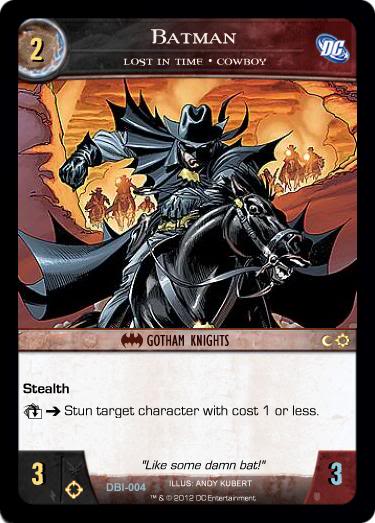 2
BATMAN
LOST IN TIME • COWBOY
DC
GOTHAM KNIGHTS
Stealth
➔ Stun target character with cost 1 or less.
"Like some damn bat!"
3
DBI-004
ILLUS: ANDY KUBERT
3
™ & © 2012 DC Entertainment